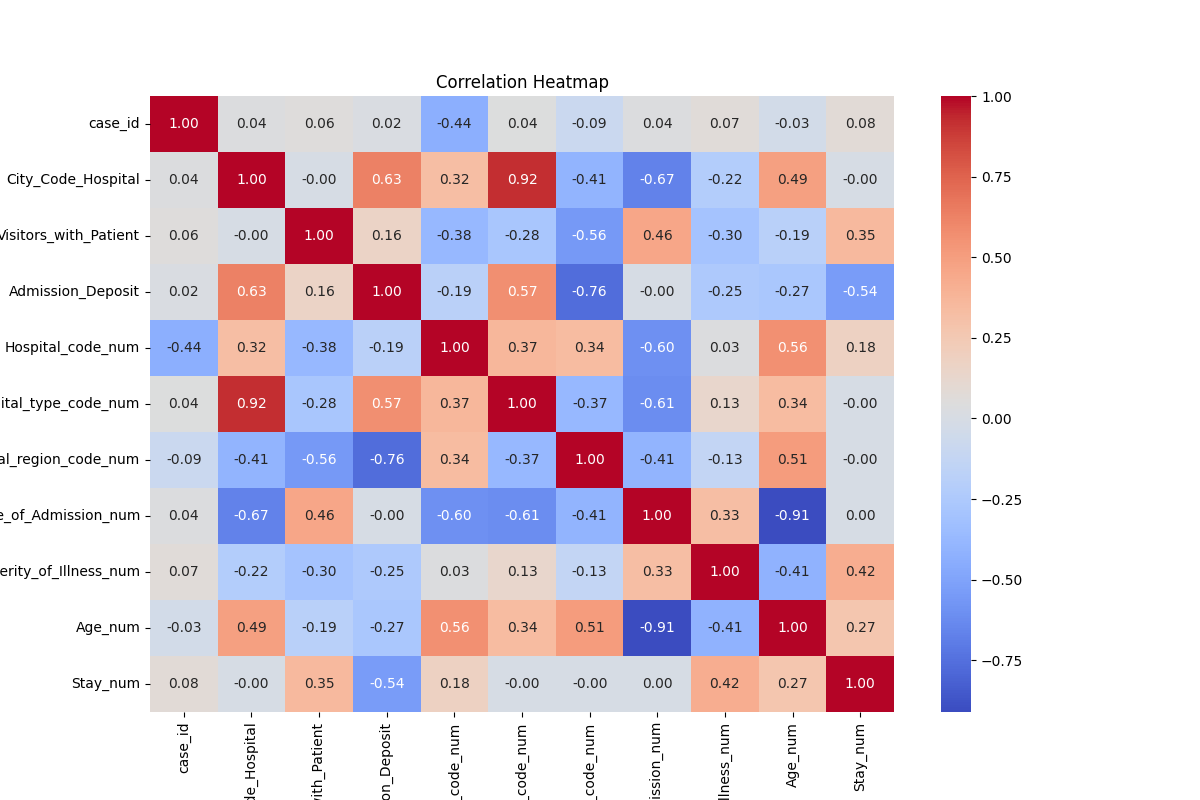 Correlation Heatmap
case_id 1.00 0.04 0.06 0.02 -0.44 0.04 -0.09 0.04 0.07 -0.03 0.08
City_Code_Hospital 0.04 1.00 -0.00 0.63 0.32 0.92 -0.41 -0.67 -0.22 0.49 -0.00
Visitors_with_Patient 0.06 -0.00 1.00 0.16 -0.38 -0.28 -0.56 0.46 -0.30 -0.19 0.35
Admission_Deposit 0.02 0.63 0.16 1.00 -0.19 0.57 -0.76 -0.00 -0.25 -0.27 -0.54
Hospital_code_num -0.44 0.32 -0.38 -0.19 1.00 0.37 0.34 -0.60 0.03 0.56 0.18
ital_type_code_num 0.04 0.92 -0.28 0.57 0.37 1.00 -0.37 -0.61 0.13 0.34 -0.00
al_region_code_num -0.09 -0.41 -0.56 -0.76 0.34 -0.37 1.00 -0.41 -0.13 0.51 -0.00
e_of_Admission_num 0.04 -0.67 0.46 -0.00 -0.60 -0.61 -0.41 1.00 0.33 -0.91 0.00
erity_of_Illness_num 0.07 -0.22 -0.30 -0.25 0.03 0.13 -0.13 0.33 1.00 -0.41 0.42
Age_num -0.03 0.49 -0.19 -0.27 0.56 0.34 0.51 -0.91 -0.41 1.00 0.27
Stay_num 0.08 -0.00 0.35 -0.54 0.18 -0.00 -0.00 0.00 0.42 0.27 1.00
case_id
de_Hospital
with_Patient
on_Deposit
_code_num
_code_num
_code_num
ission_num
llness_num
Age_num
Stay_num
1.00
0.75
0.50
0.25
0.00
−0.25
−0.50
−0.75